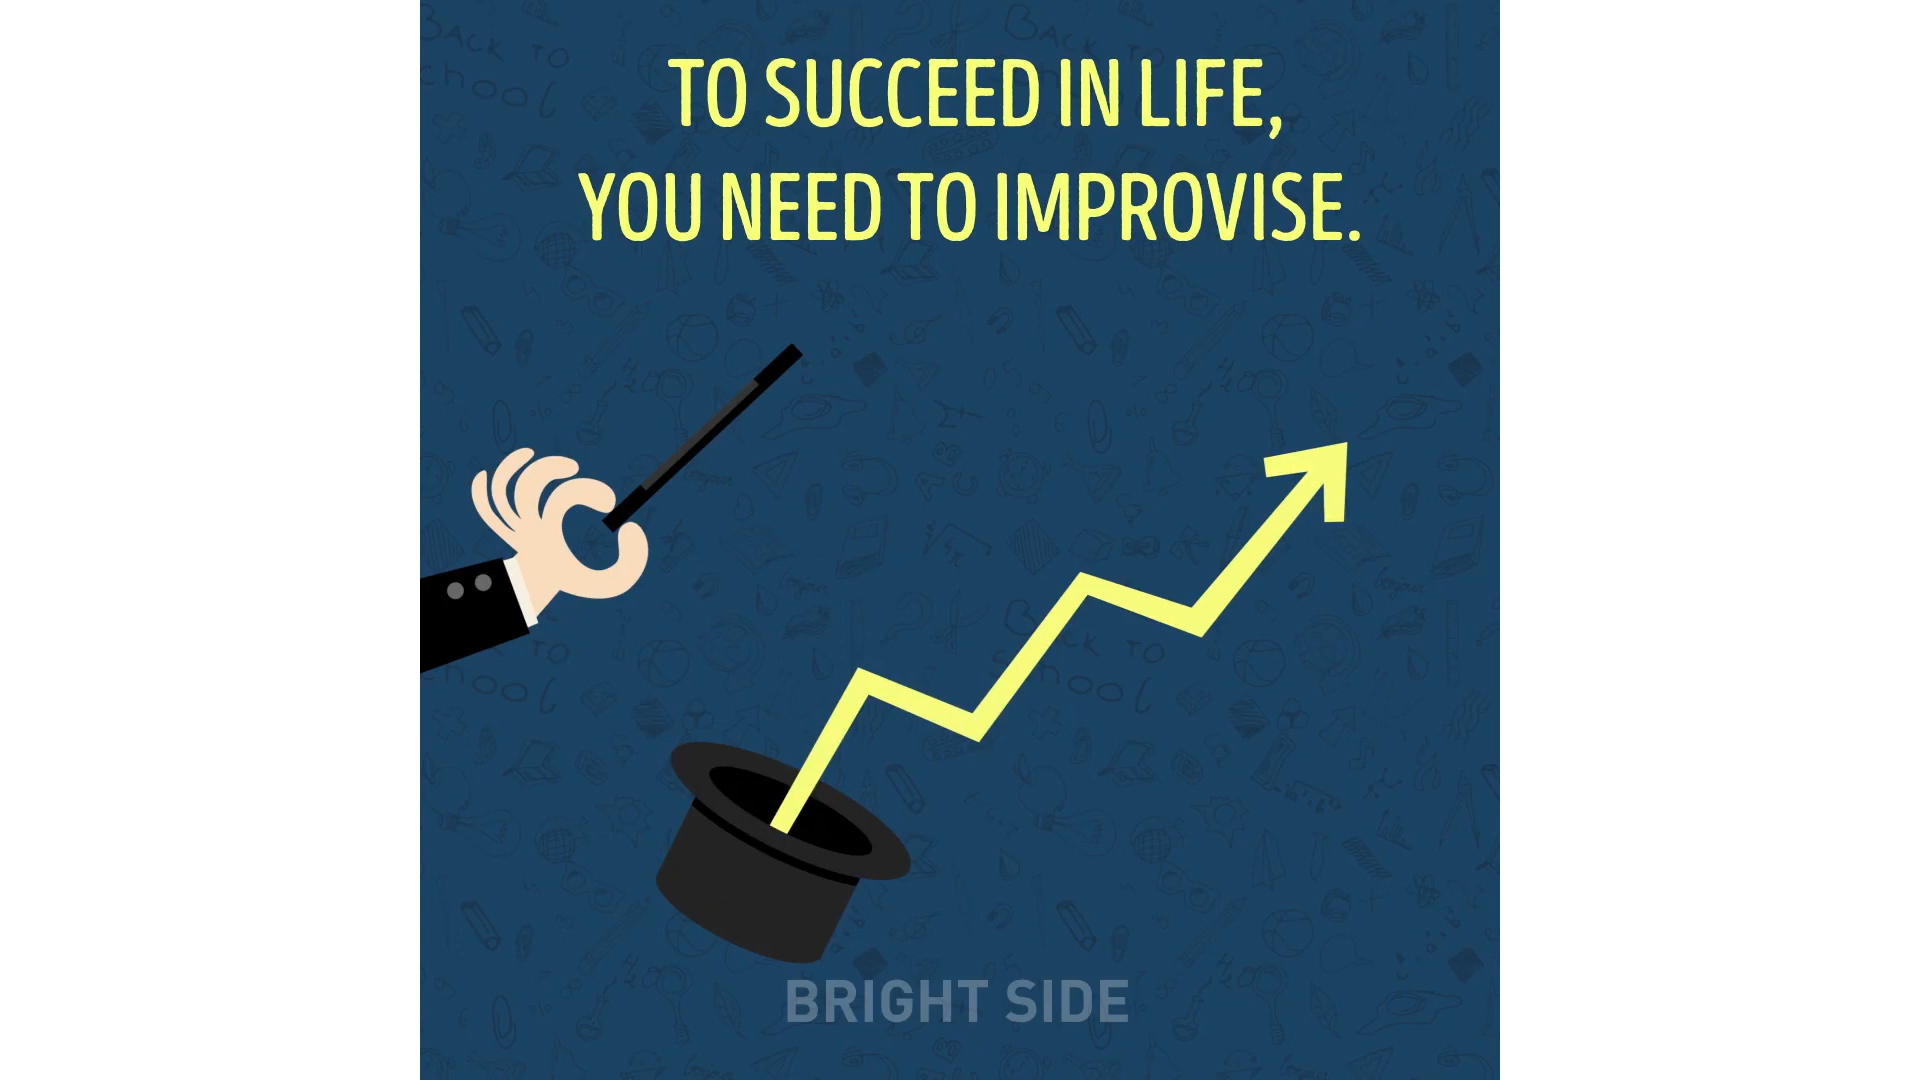 TO SUCCEED IN LIFE,
YOU NEED TO IMPROVISE.
BRIGHT SIDE